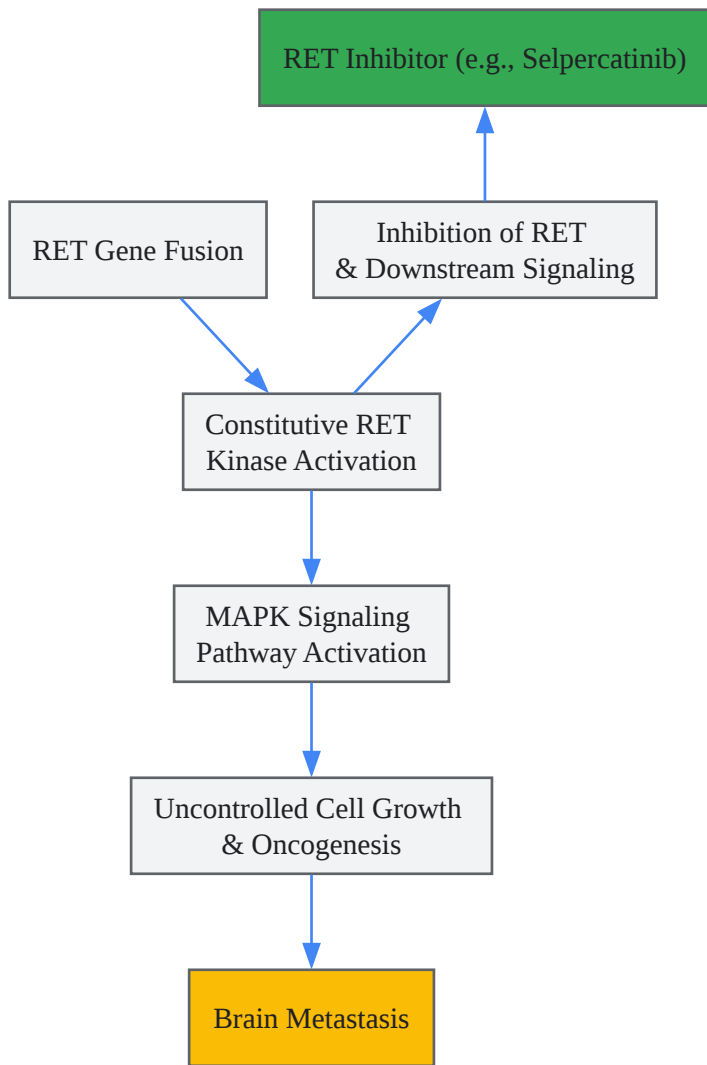 RET Inhibitor (e.g., Selpercatinib)
RET Gene Fusion
Inhibition of RET
& Downstream Signaling
Constitutive RET
Kinase Activation
MAPK Signaling
Pathway Activation
Uncontrolled Cell Growth
& Oncogenesis
Brain Metastasis